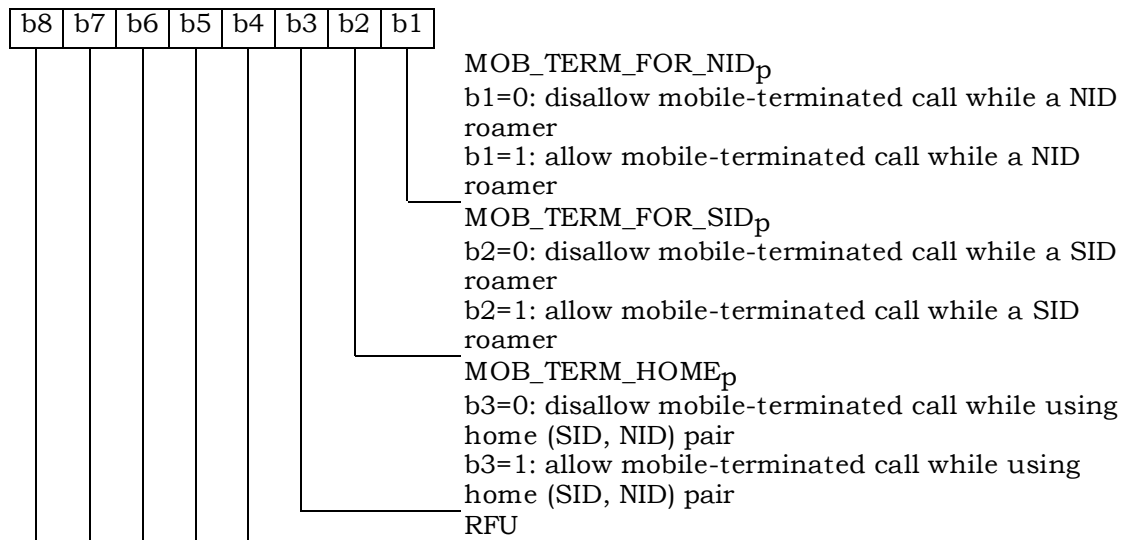 b8 b7 b6 b5 b4 b3 b2 b1
MOB_TERM_FOR_NIDp
b1=0: disallow mobile-terminated call while a NID
roamer
b1=1: allow mobile-terminated call while a NID
roamer
MOB_TERM_FOR_SIDp
b2=0: disallow mobile-terminated call while a SID
roamer
b2=1: allow mobile-terminated call while a SID
roamer
MOB_TERM_HOMEp
b3=0: disallow mobile-terminated call while using
home (SID, NID) pair
b3=1: allow mobile-terminated call while using
home (SID, NID) pair
RFU